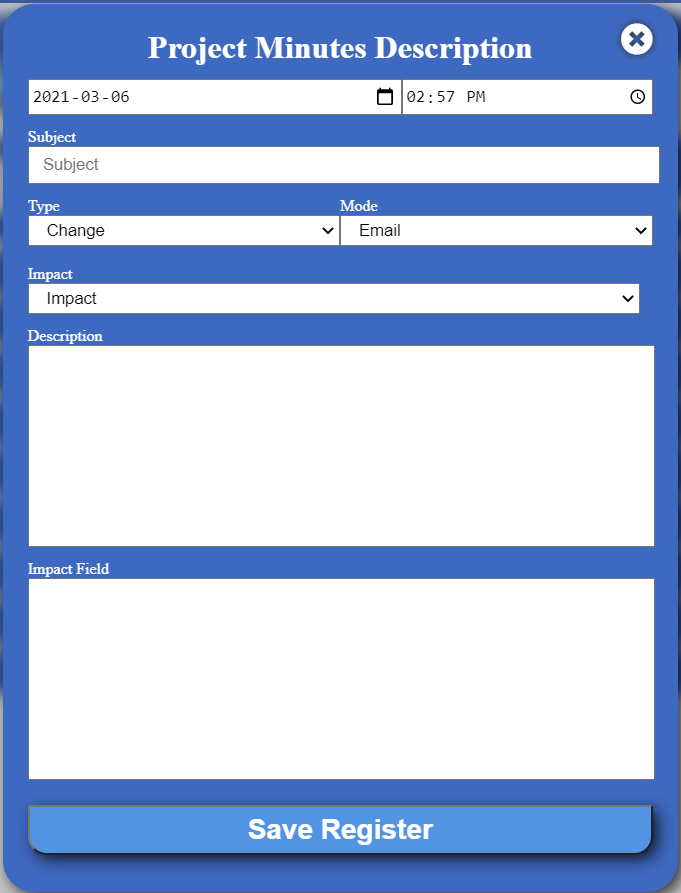 Project Minutes Description
2021-03-06 02:57 PM
Subject
Subject
Type Mode
Change Email
Impact
Impact
Description
Impact Field
Save Register